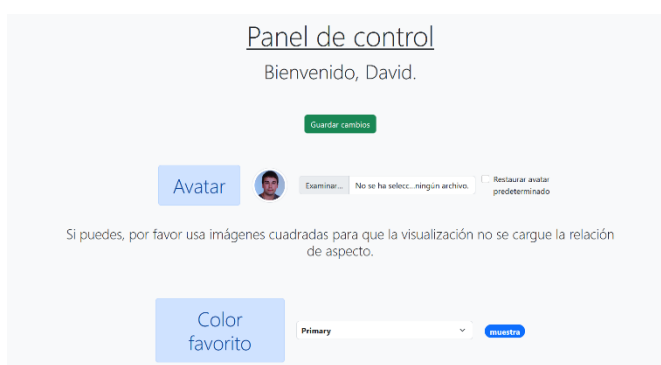 Panel de control
Bienvenido, David.
Guardar cambios
Avatar
Examinar... No se ha selecc...ningún archivo.
Restaurar avatar
predeterminado
Si puedes, por favor usa imágenes cuadradas para que la visualización no se cargue la relación
de aspecto.
Color
favorito
Primary
muestra